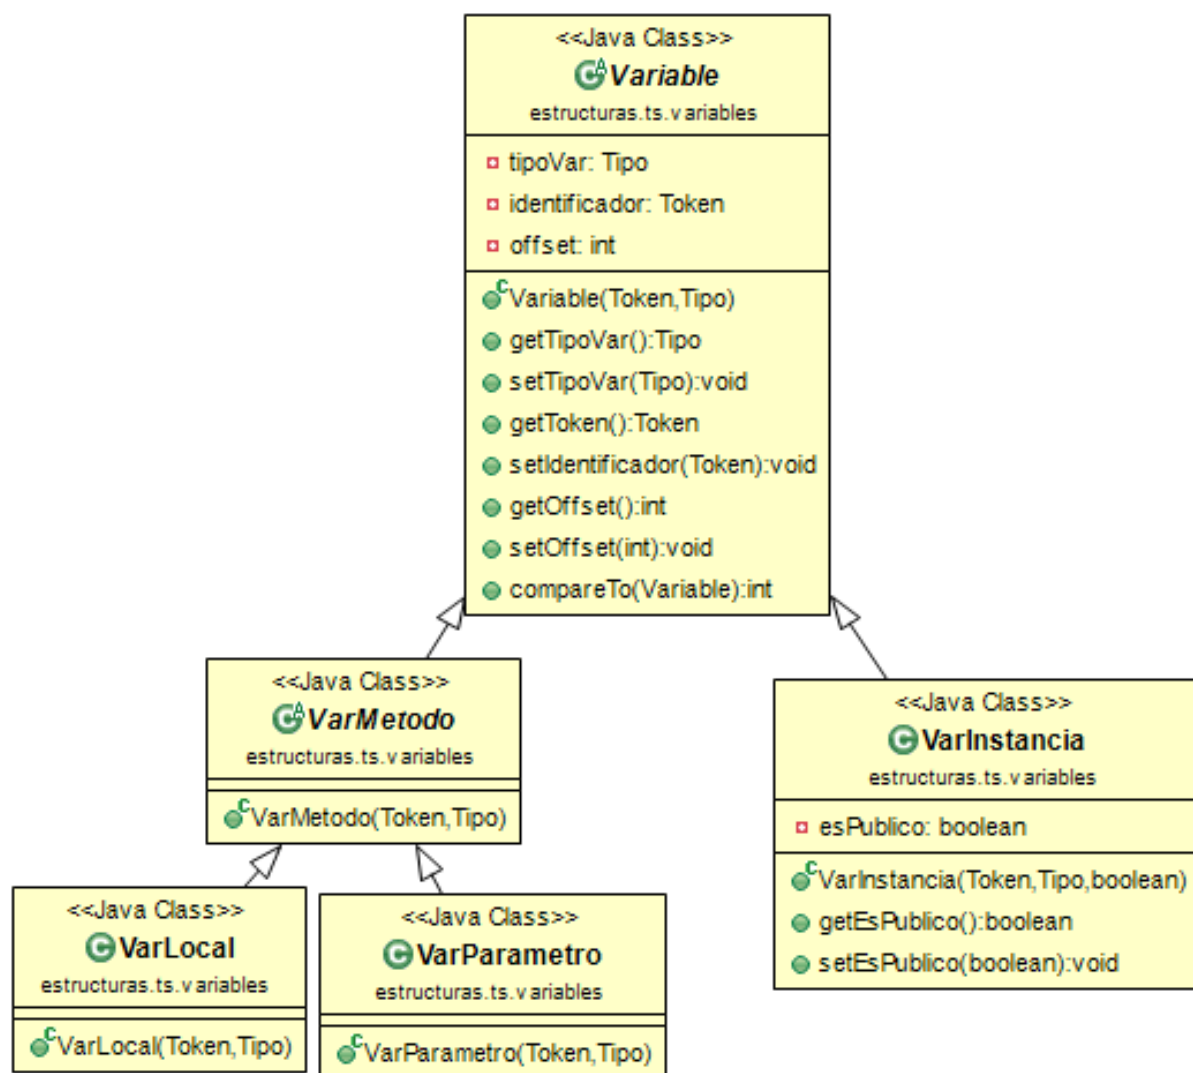 <<Java Class>>
Variable
estructuras.ts.variables
tipoVar: Tipo
identificador: Token
offset: int
Variable(Token,Tipo)
getTipoVar():Tipo
setTipoVar(Tipo):void
getToken():Token
setIdentificador(Token):void
getOffset():int
setOffset(int):void
compareTo(Variable):int
<<Java Class>>
VarMetodo
estructuras.ts.variables
VarMetodo(Token,Tipo)
<<Java Class>>
VarInstancia
estructuras.ts.variables
esPublico: boolean
VarInstancia(Token,Tipo,boolean)
getEsPublico():boolean
setEsPublico(boolean):void
<<Java Class>>
VarLocal
estructuras.ts.variables
VarLocal(Token,Tipo)
<<Java Class>>
VarParametro
estructuras.ts.variables
VarParametro(Token,Tipo)